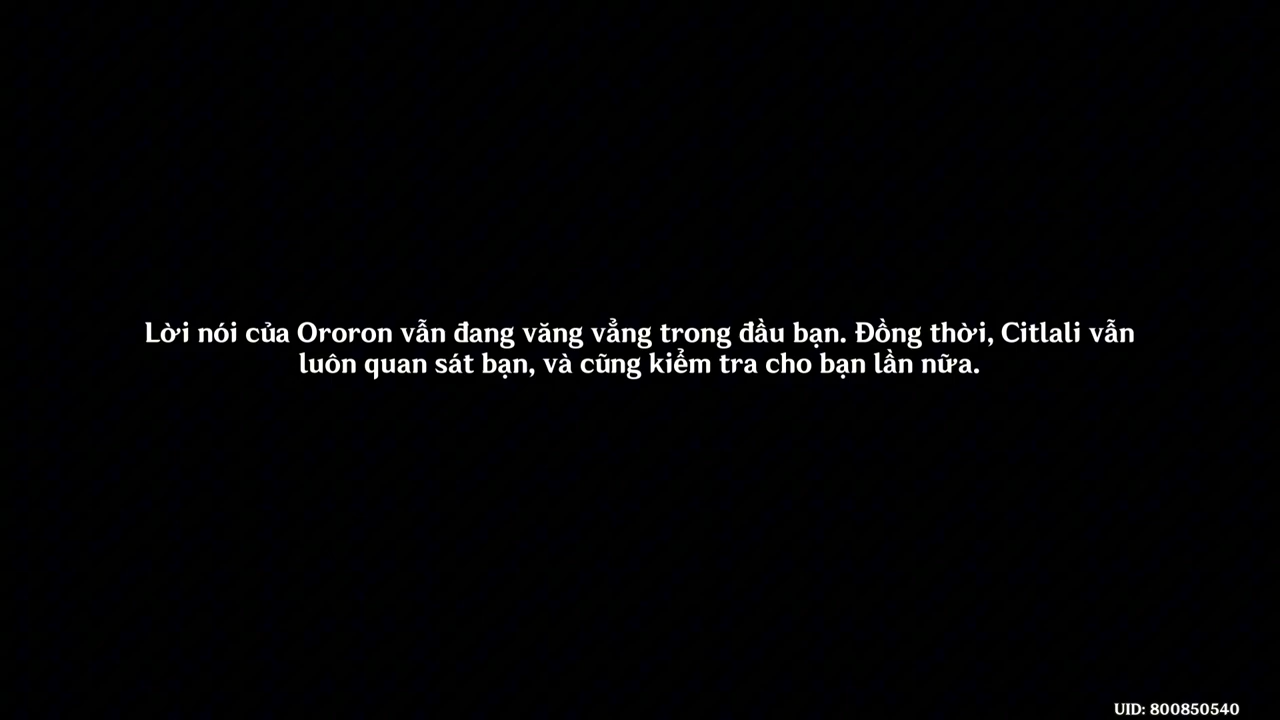 Lời nói của Ororon vẫn đang văng vẳng trong đầu bạn. Đồng thời, Citlali vẫn
luôn quan sát bạn, và cũng kiểm tra cho bạn lần nữa.
UID: 800850540